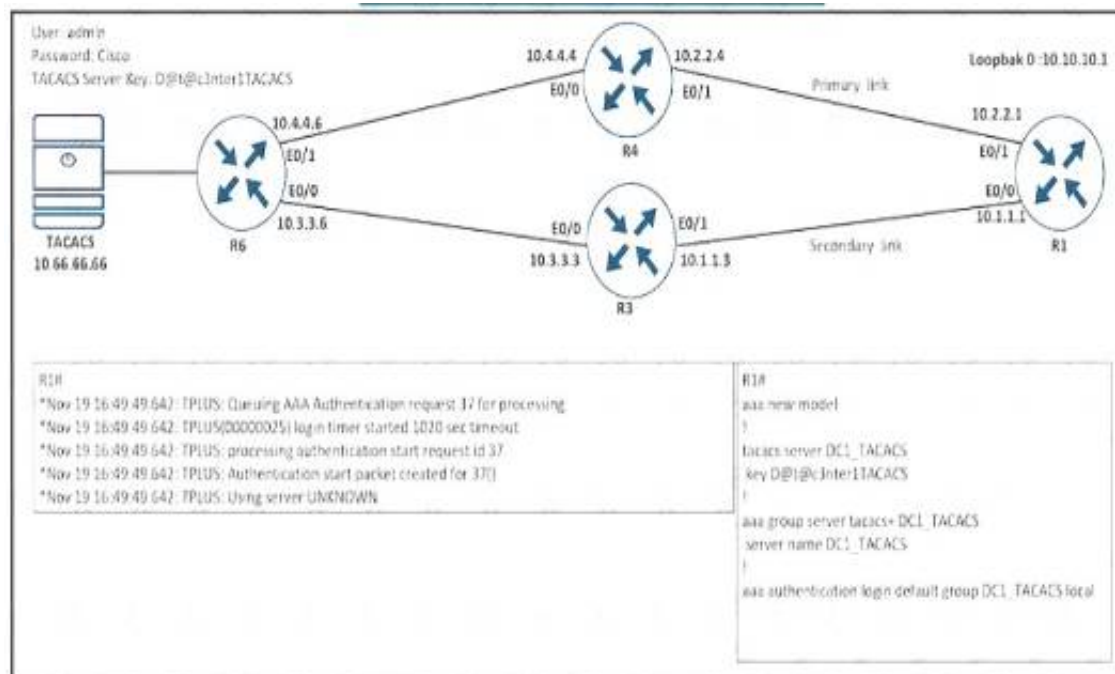 User: admin
Password: Cisco
TACACS Server Key: D@t@c3nter1TACACS
10.4.4.4
10.2.2.4
Loopbak 0 :10.10.10.1
E0/0
E0/1
Primary link
10.4.4.6
10.2.2.1
E0/1
R4
E0/1
E0/0
E0/0
10.3.3.6
E0/0
E0/1
10.1.1.1
TACACS
R6
10.3.3.3
10.1.1.3
Secondary link
R1
10.66.66.66
R3
R1#
*Nov 19 16:49:49.642: TPLUS: Queuing AAA Authentication request 37 for processing
*Nov 19 16:49:49.642: TPLUS(00000025) login timer started 1020 sec timeout
*Nov 19 16:49:49.642: TPLUS: processing authentication start request id 37
*Nov 19 16:49:49.642: TPLUS: Authentication start packet created for 37()
*Nov 19 16:49:49.642: TPLUS: Using server UNKNOWN
R1#
aaa new model
!
tacacs server DC1_TACACS
key D@t@c3nter1TACACS
!
aaa group server tacacs+ DC1_TACACS
server name DC1_TACACS
!
aaa authentication login default group DC1_TACACS local